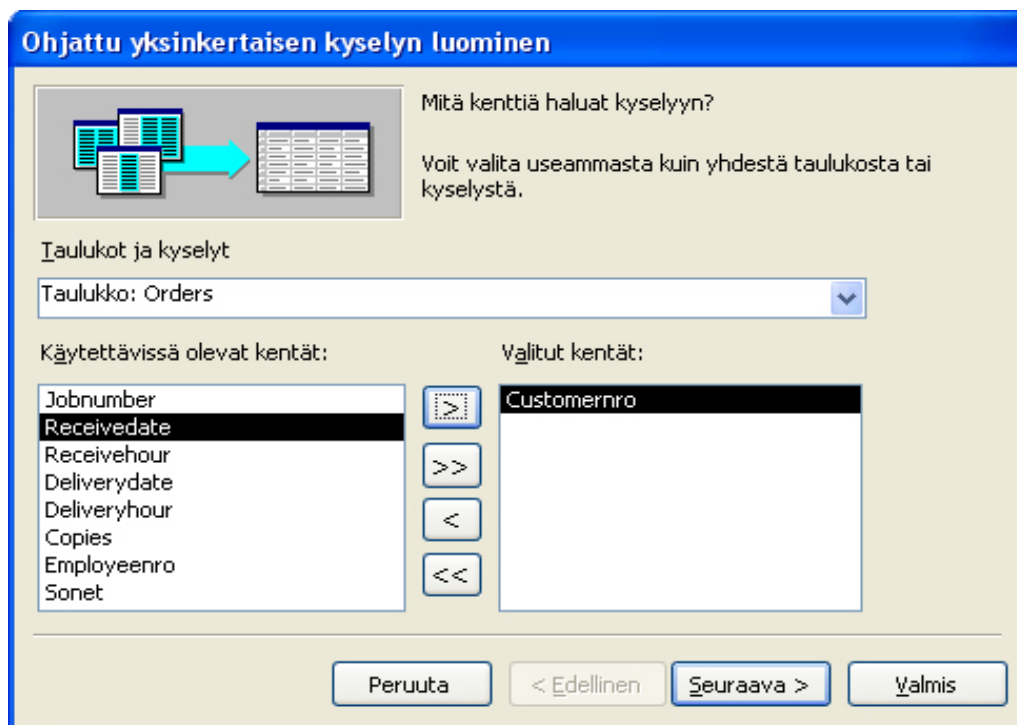 Ohjattu yksinkertaisen kyselyn luominen
Mitä kenttiä haluat kyselyyn?
Voit valita useammasta kuin yhdestä taulukosta tai
kyselystä.
Taulukot ja kyselyt
Taulukko: Orders
Käytettävissä olevat kentät:
Valitut kentät:
Jobnumber
Receivedate
Receivehour
Deliverydate
Deliveryhour
Copies
Employeenro
Sonet
>
>>
<
<<
Customernro
Peruuta
< Edellinen
Seuraava >
Valmis